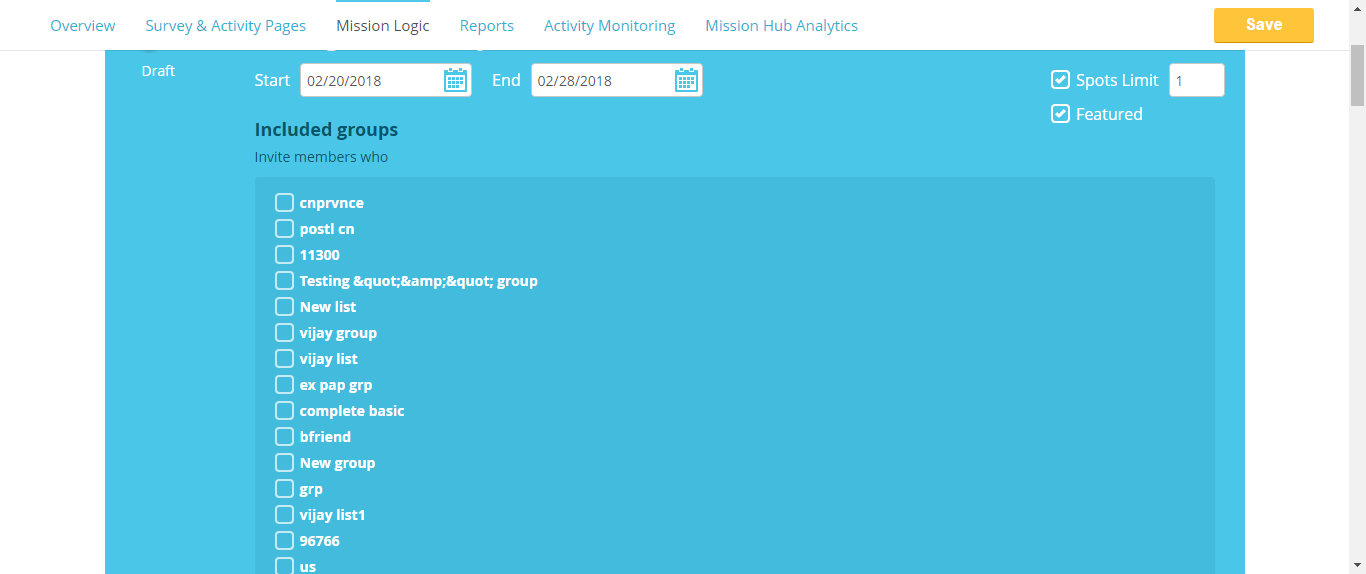 Overview Survey & Activity Pages Mission Logic Reports Activity Monitoring Mission Hub Analytics Save
Draft
Start 02/20/2018 End 02/28/2018 Spots Limit 1
Featured
Included groups
Invite members who
cnprvnce
postl cn
11300
Testing &quot;&amp;&quot; group
New list
vijay group
vijay list
ex pap grp
complete basic
bfriend
New group
grp
vijay list1
96766
us